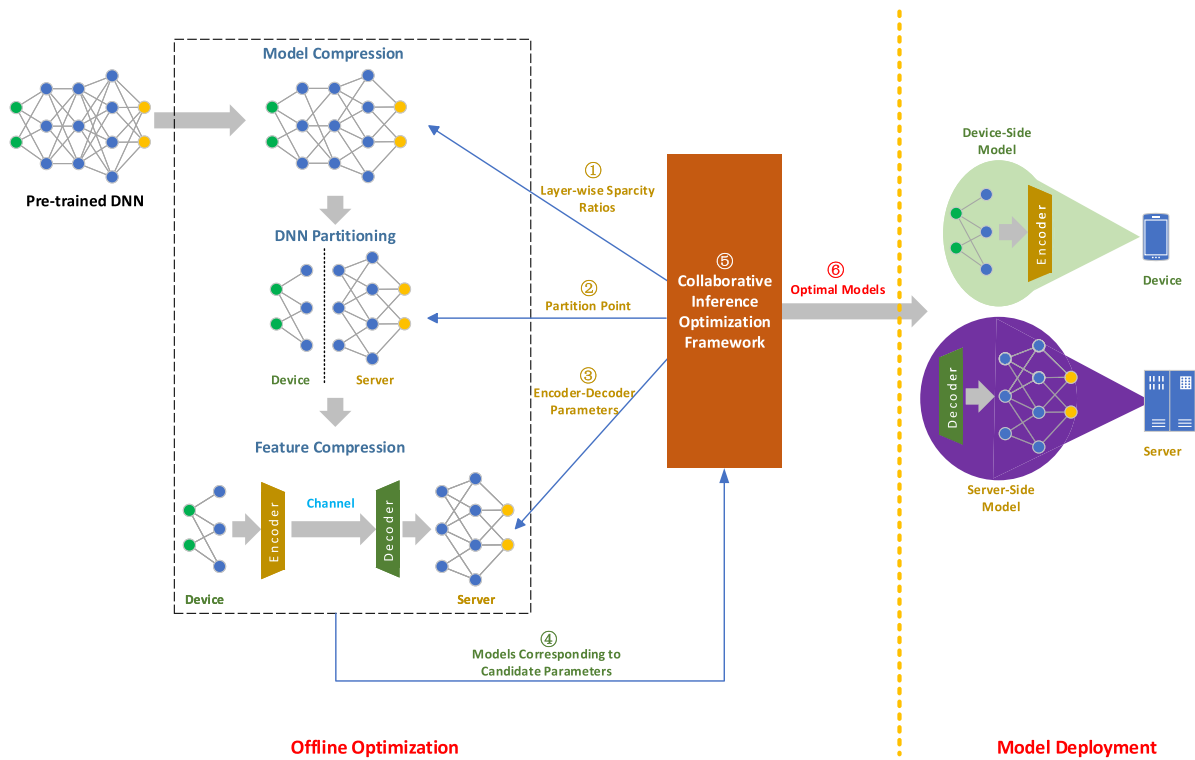 Model Compression
Pre-trained DNN
①
Layer-wise Sparcity
Ratios
DNN Partitioning
Device
Server
②
Partition Point
③
Encoder-Decoder
Parameters
Feature Compression
Encoder
Channel
Decoder
Device
Server
④
Models Corresponding to
Candidate Parameters
⑤
Collaborative
Inference
Optimization
Framework
⑥
Optimal Models
Device-Side
Model
Encoder
Device
Decoder
Server
Server-Side
Model
Offline Optimization
Model Deployment